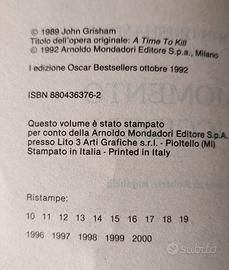 © 1989 John Grisham
Titolo dell'opera originale: A Time To Kill
© 1992 Arnoldo Mondadori Editore S.p.A., Milano
I edizione Oscar Bestsellers ottobre 1992
ISBN 880436376-2
Questo volume è stato stampato
per conto della Arnoldo Mondadori Editore S.p.A.
presso Lito 3 Arti Grafiche s.r.l. - Pioltello (MI)
Stampato in Italia - Printed in Italy
Ristampe:
10 11 12 13 14 15 16 17 18 19
1996 1997 1998 1999 2000
subito